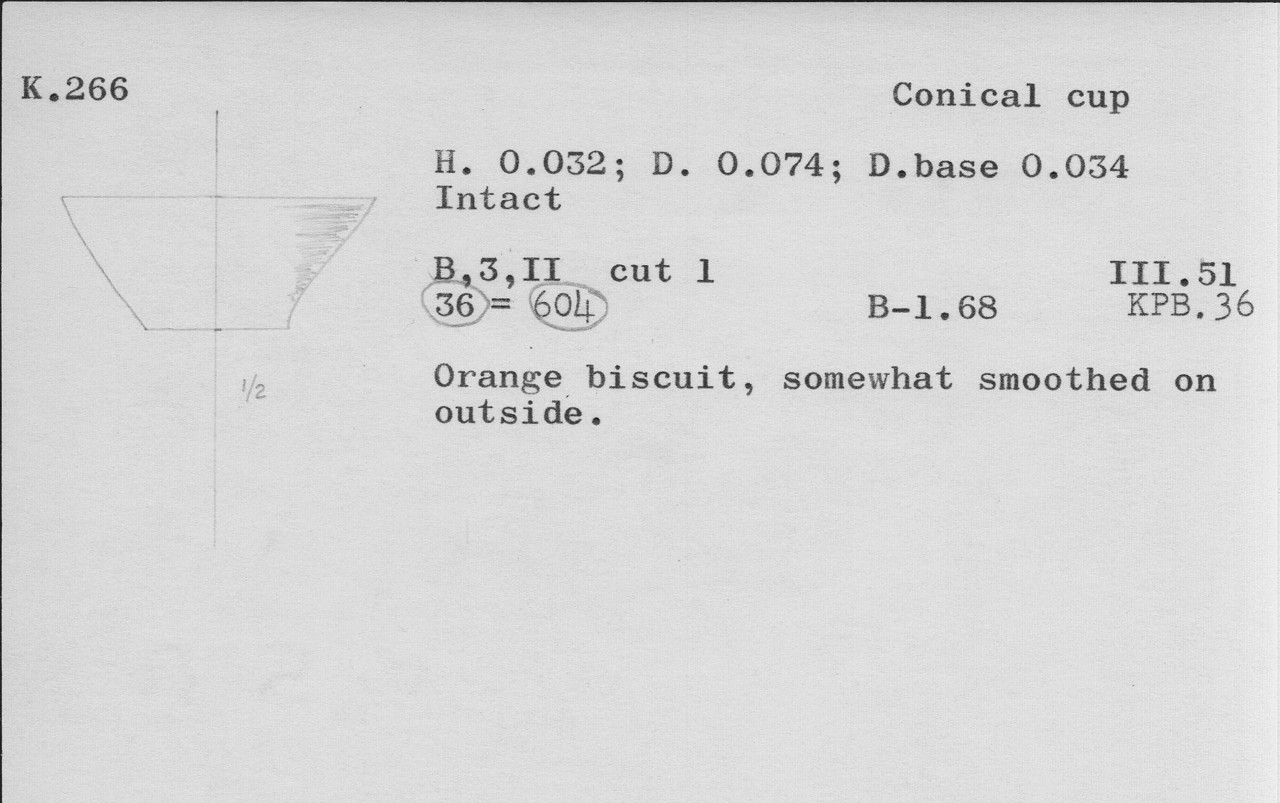 K.266
Conical cup
H. 0.032; D. 0.074; D.base 0.034
Intact
B,3,II cut 1 III.51
36 = 604 B-1.68 KPB.36
1/2
Orange biscuit, somewhat smoothed on
outside.